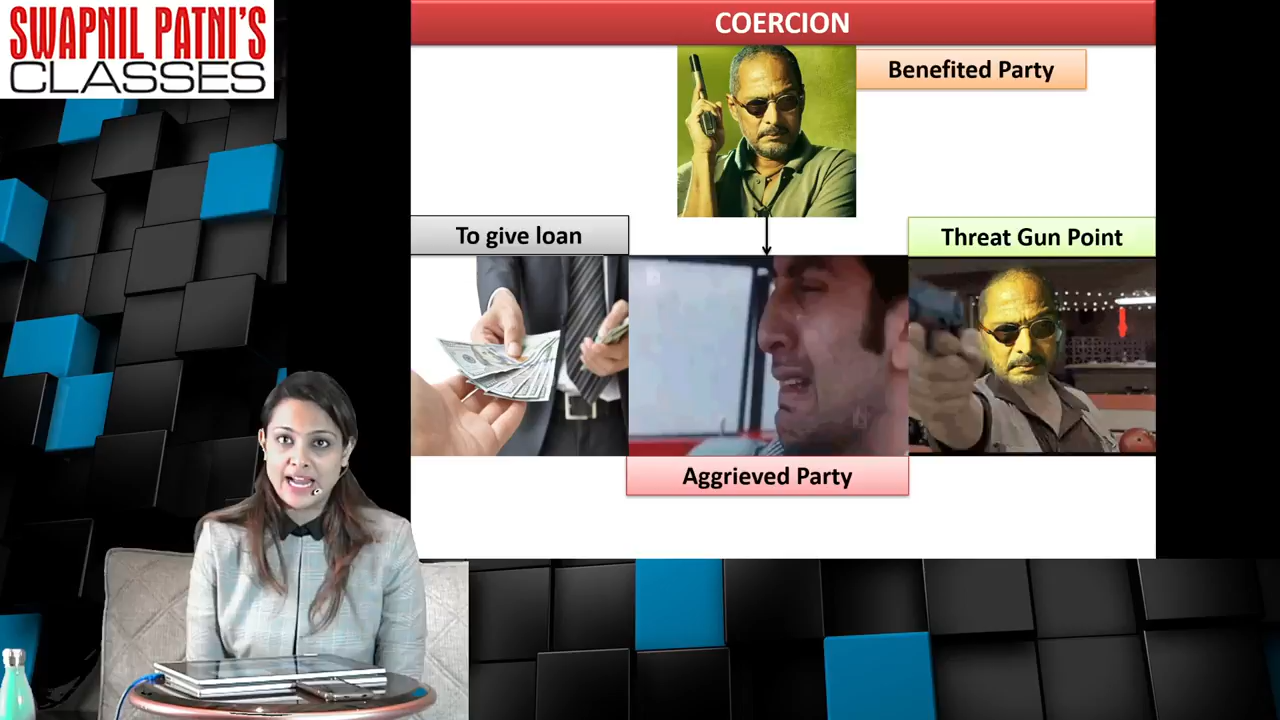 SWAPNIL PATNI'S
CLASSES
COERCION
Benefited Party
To give loan
Threat Gun Point
Aggrieved Party